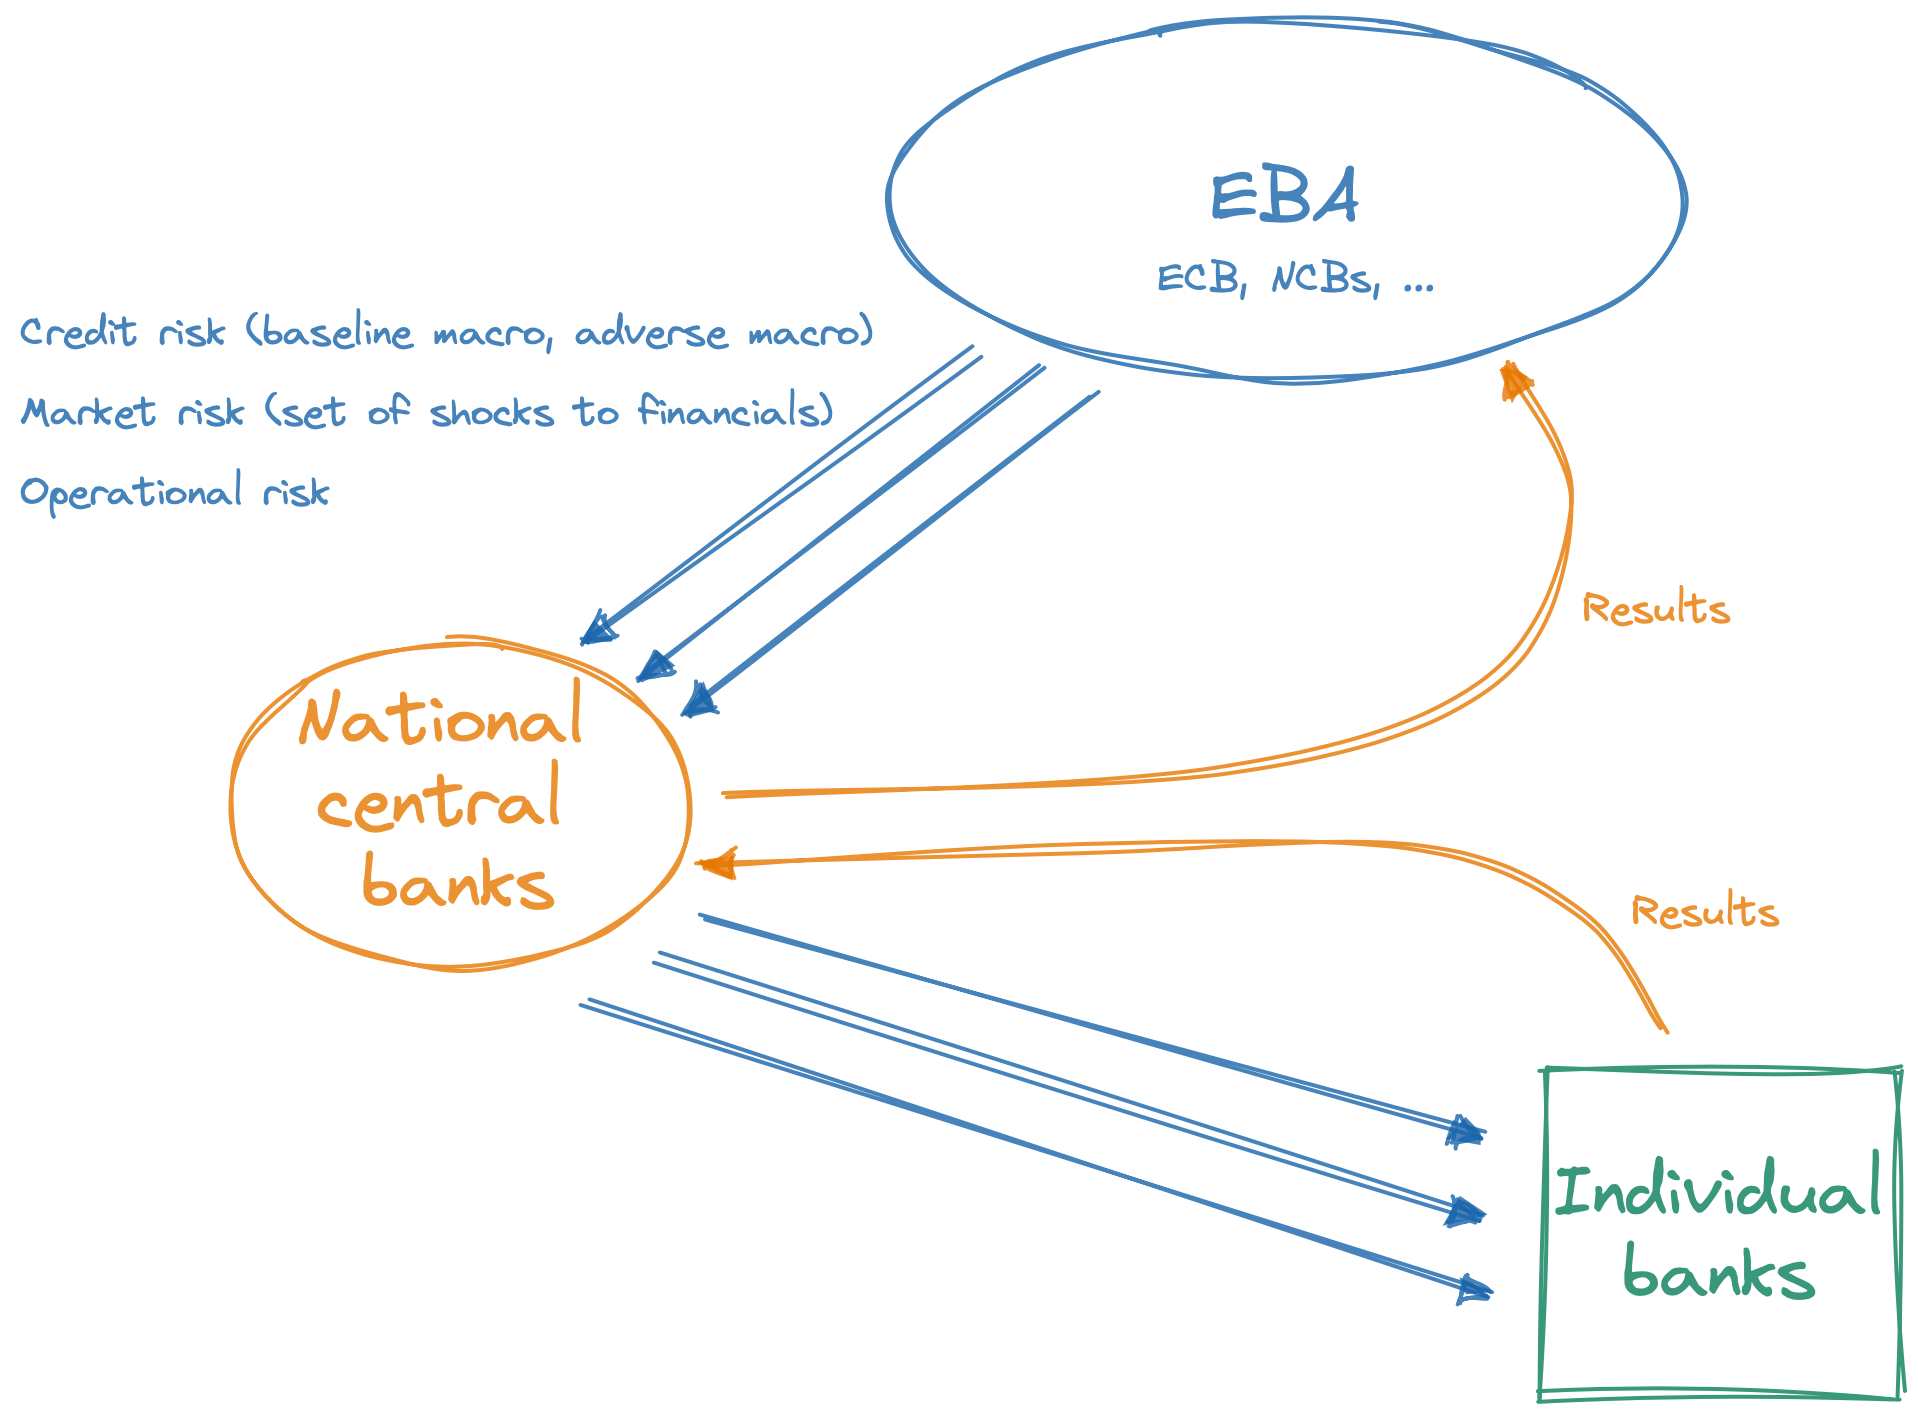 EBA
ECB, NCBs, ...
Credit risk (baseline macro, adverse macro)
Market risk (set of shocks to financials)
Operational risk
Results
National
central
banks
Results
Individual
banks